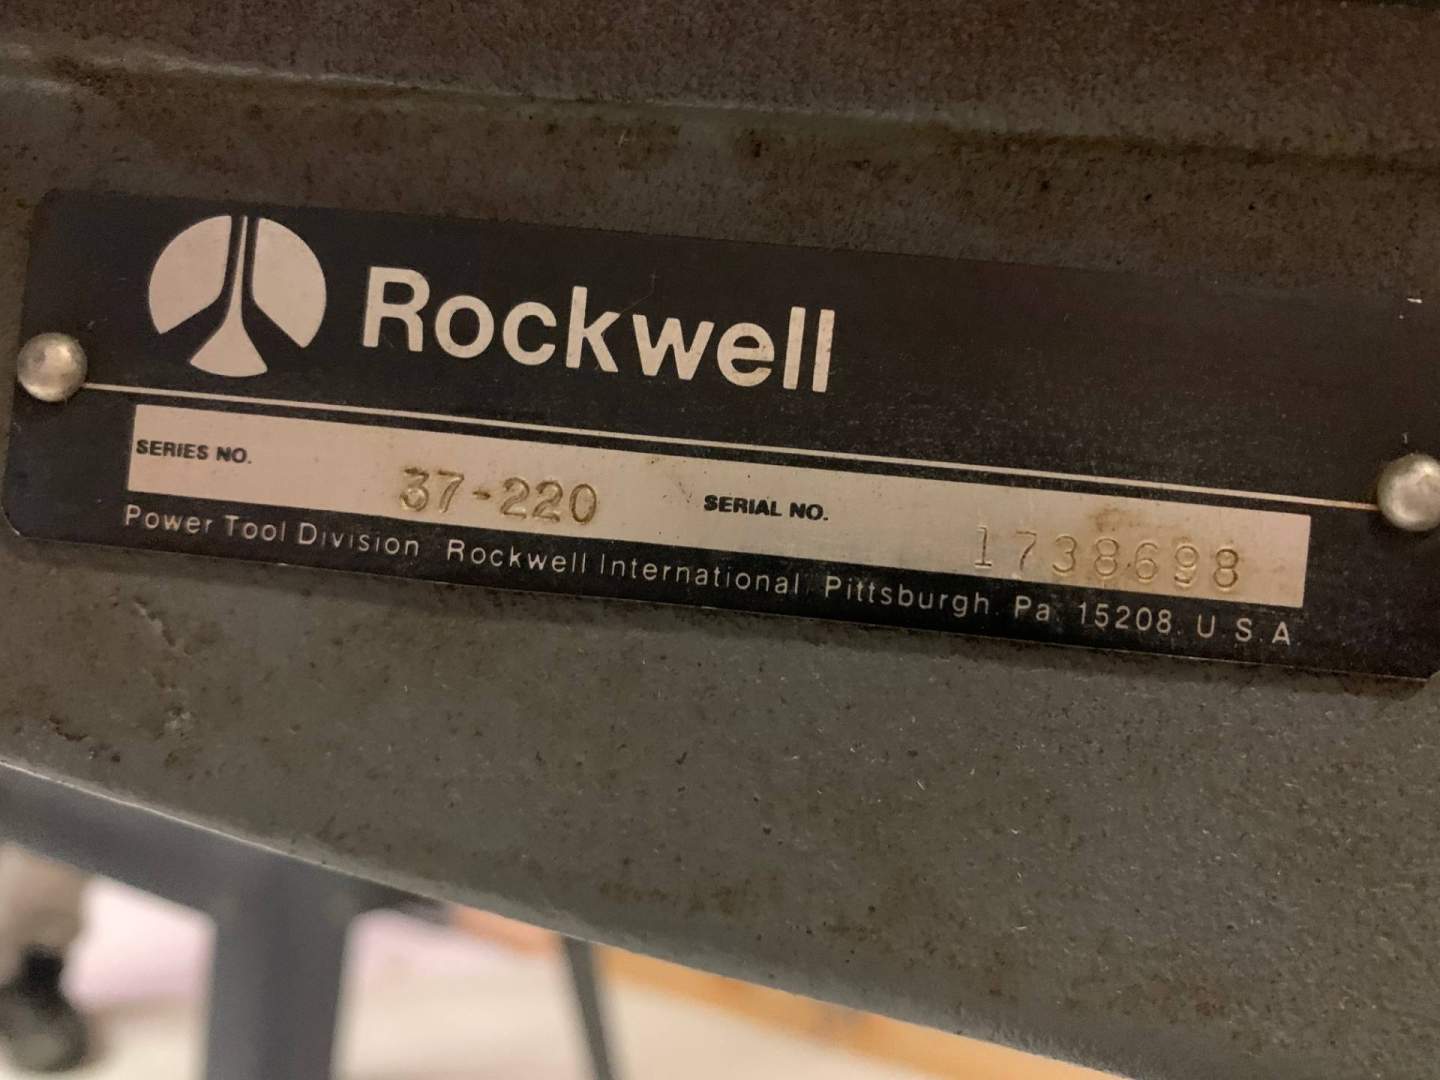 Rockwell
SERIES NO. 37-220 SERIAL NO. 1738698
Power Tool Division Rockwell International Pittsburgh. Pa. 15208. U.S.A